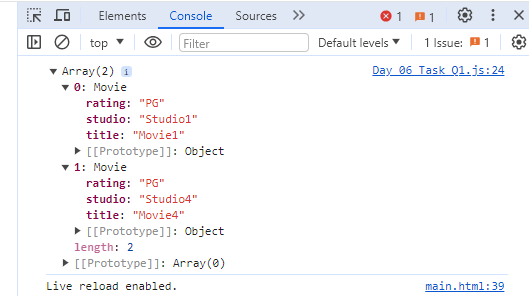 Elements Console Sources 1 1
top Filter Default levels 1 Issue: 1
Array(2) i Day 06 Task Q1.js:24
0: Movie
rating: "PG"
studio: "Studio1"
title: "Movie1"
[[Prototype]]: Object
1: Movie
rating: "PG"
studio: "Studio4"
title: "Movie4"
[[Prototype]]: Object
length: 2
[[Prototype]]: Array(0)
Live reload enabled. main.html:39